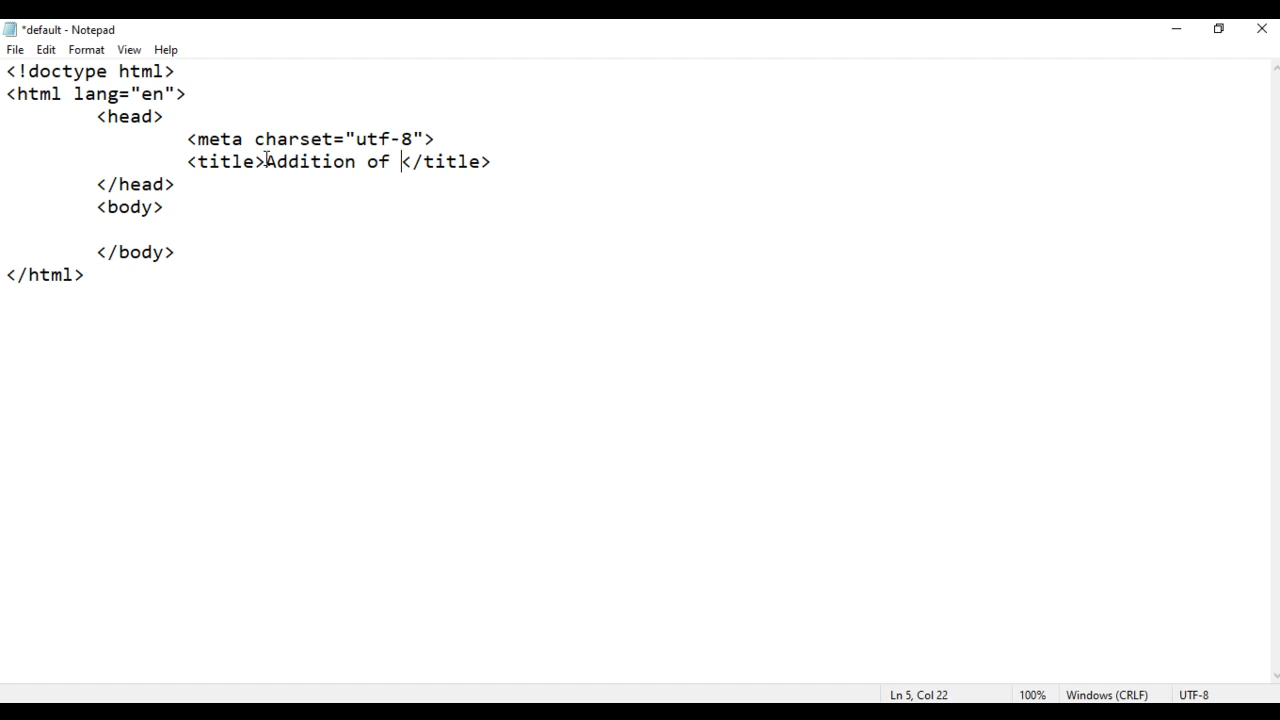 *default - Notepad
File Edit Format View Help
<!doctype html>
<html lang="en">
<head>
<meta charset="utf-8">
<title>Addition of </title>
</head>
<body>
</body>
</html>
Ln 5, Col 22 100% Windows (CRLF) UTF-8